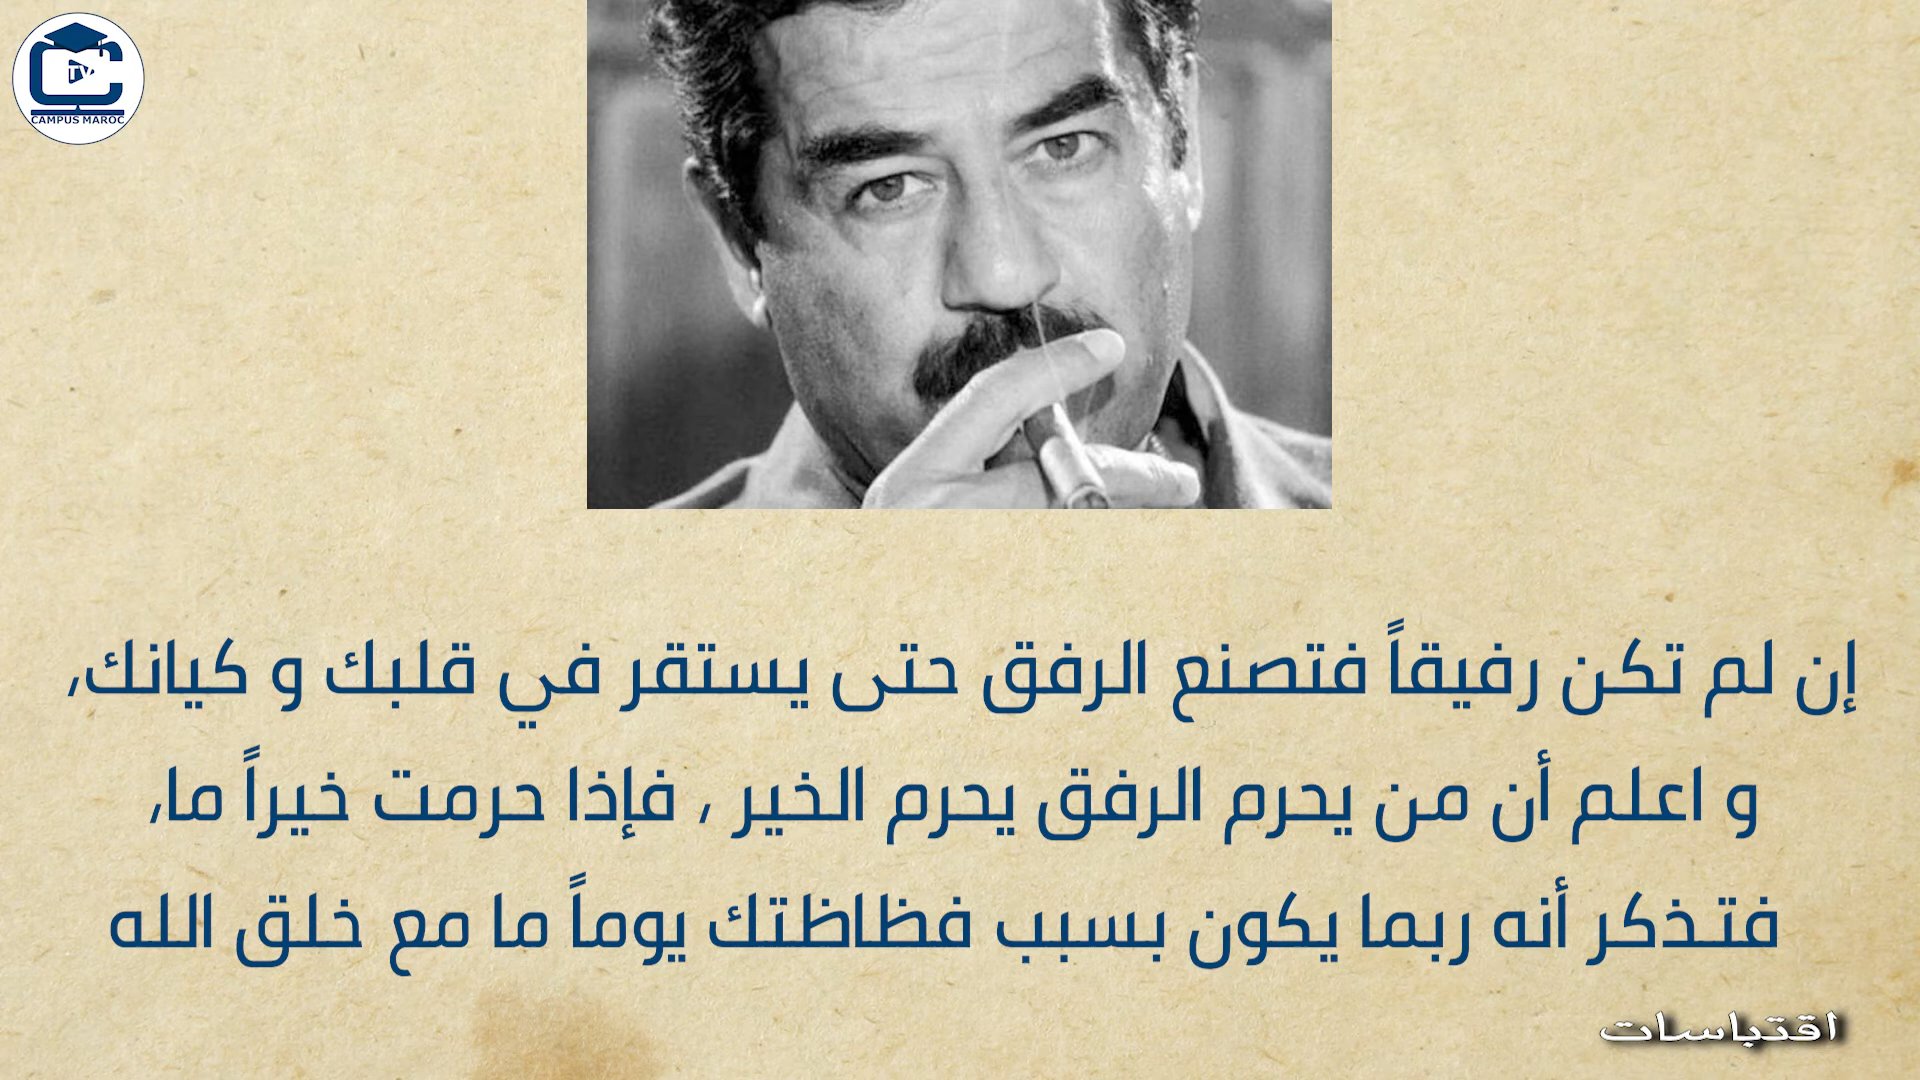 TV
CAMPUS MAROC
إن لم تكن رفيقاً فتصنع الرفق حتى يستقر في قلبك و كيانك,
و اعلم أن من يحرم الرفق يحرم الخير , فإذا حرمت خيراً ما,
فتذكر أنه ربما يكون بسبب فظاظتك يوماً ما مع خلق الله
اقتباسات